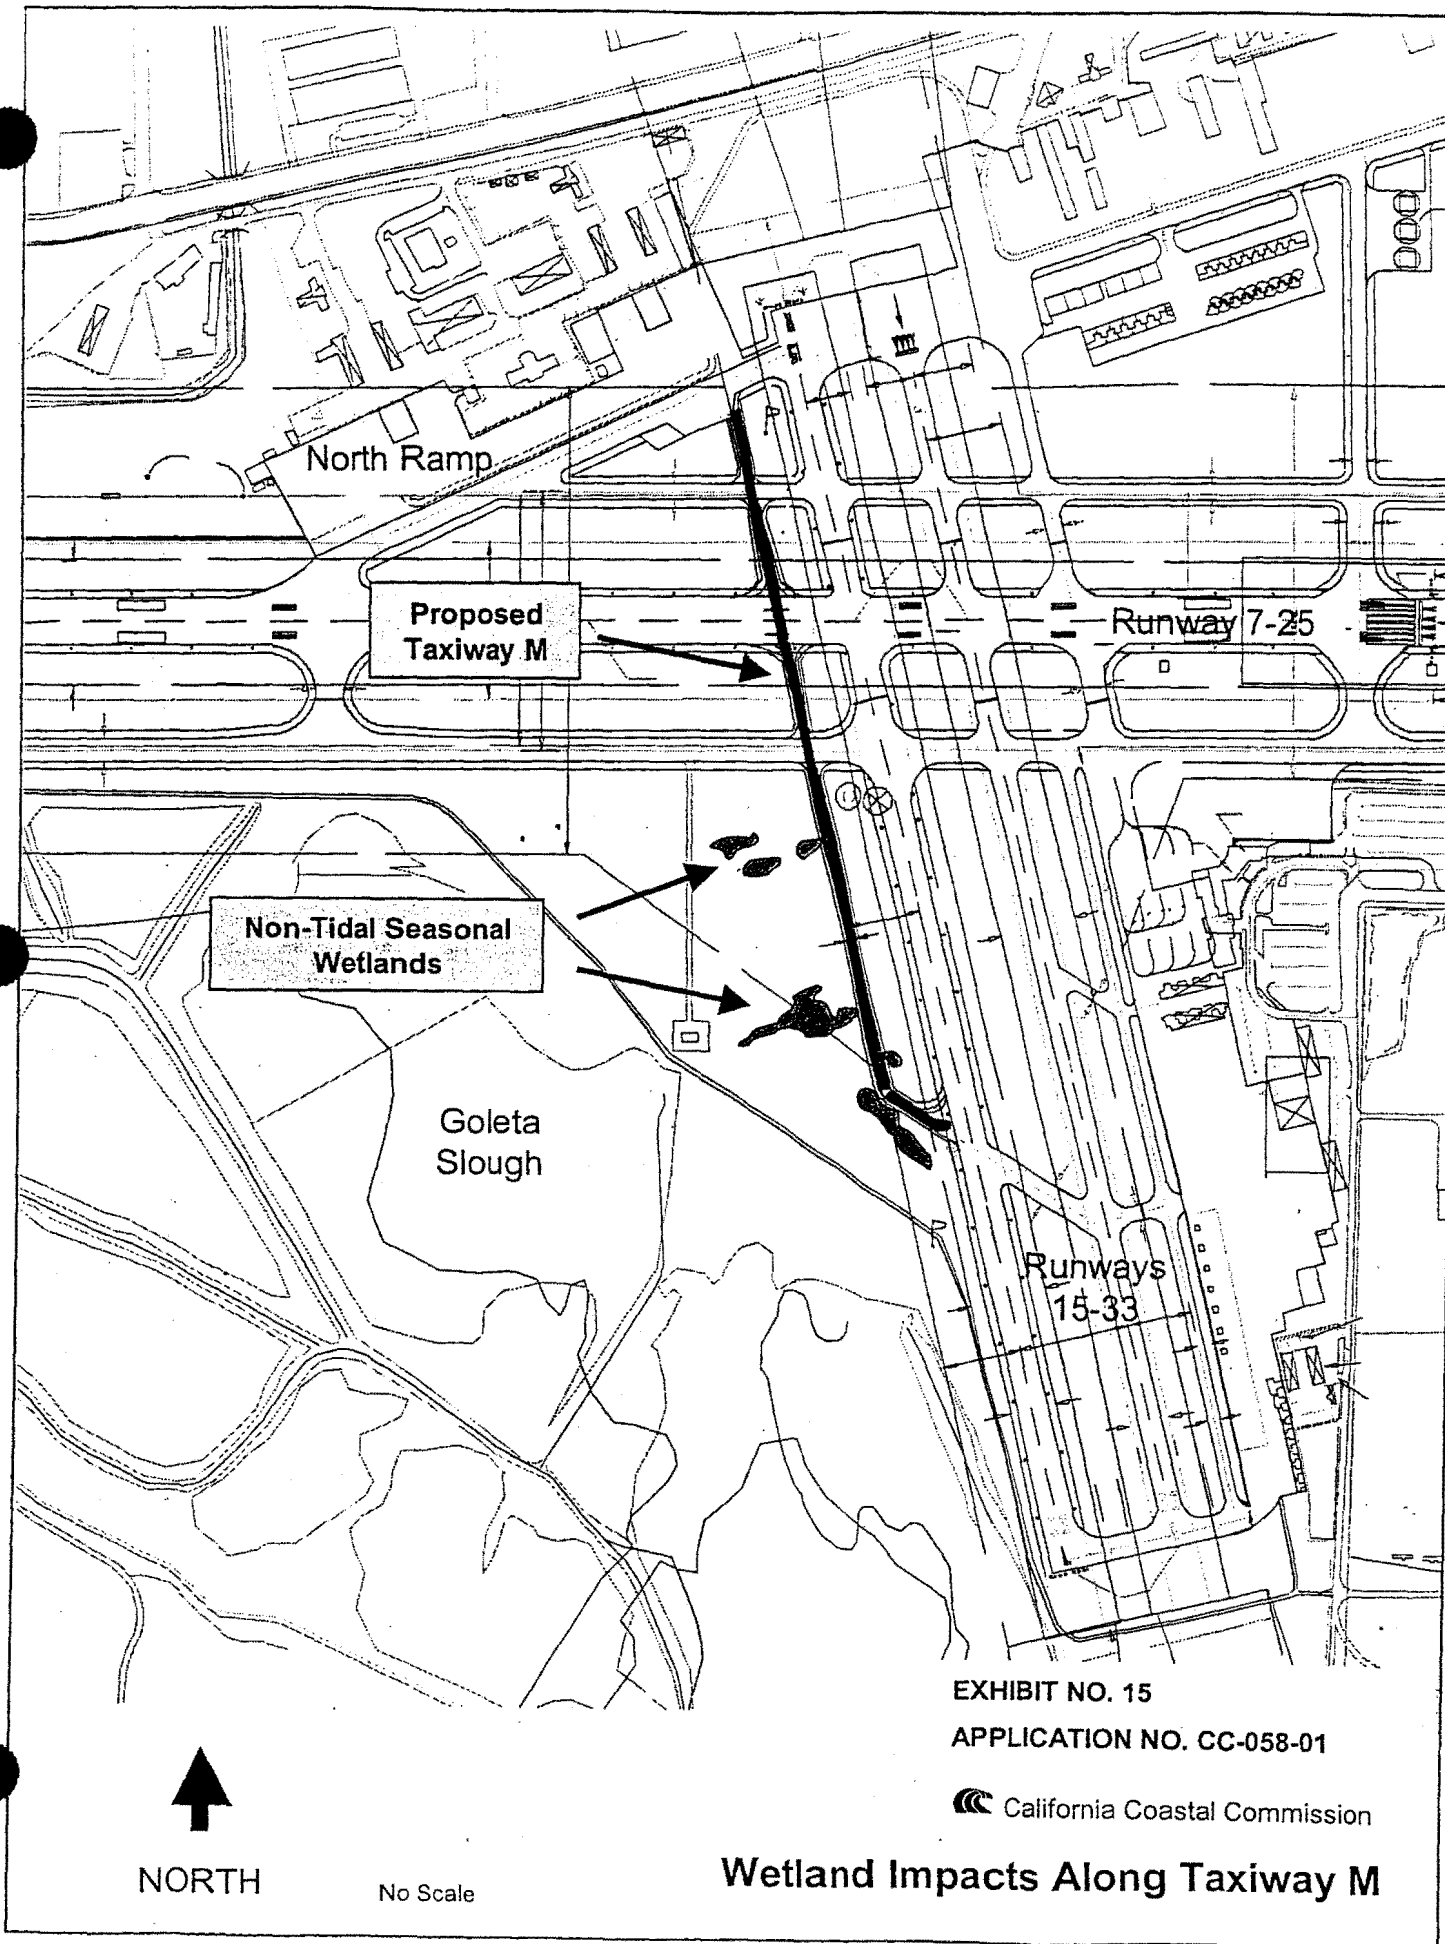 North Ramp
Proposed
Taxiway M
Runway 7-25
Non-Tidal Seasonal
Wetlands
Goleta
Slough
Runways
15-33
EXHIBIT NO. 15
APPLICATION NO. CC-058-01
California Coastal Commission
NORTH
No Scale
Wetland Impacts Along Taxiway M